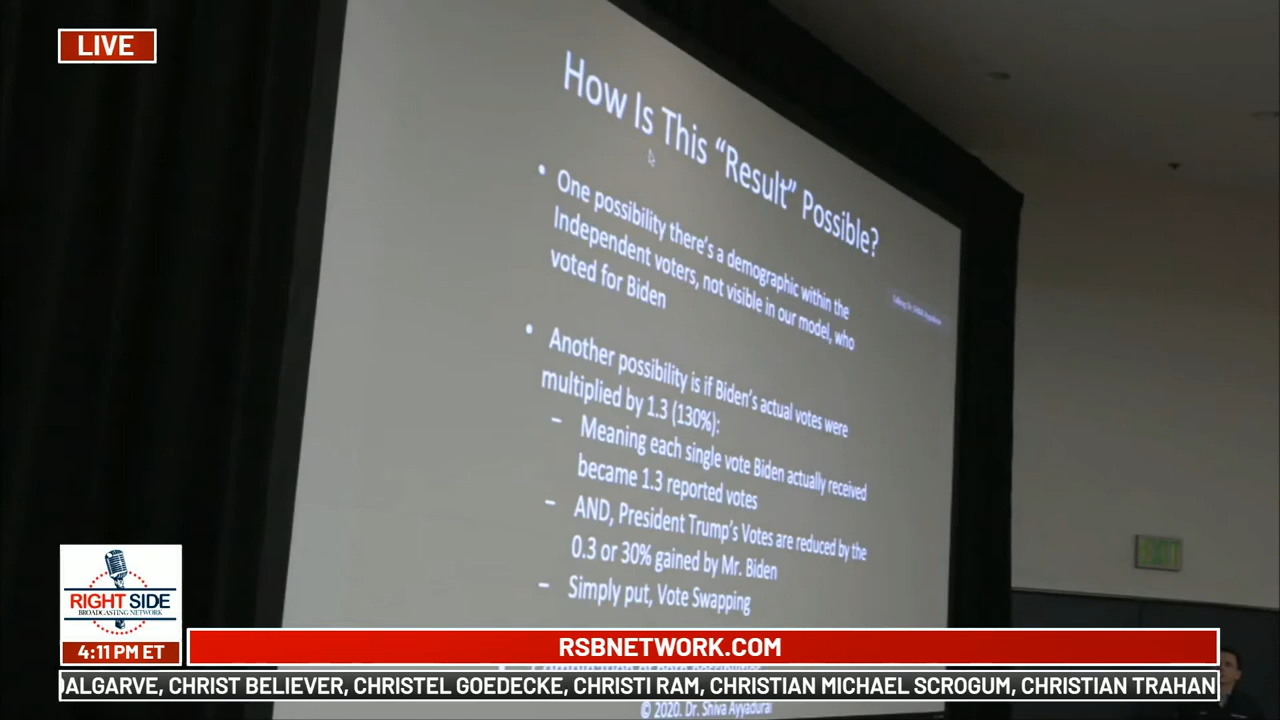 LIVE
How Is This “Result” Possible?
• One possibility there's a demographic within the
Independent voters, not visible in our model, who
voted for Biden
• Another possibility is if Biden's actual votes were
multiplied by 1.3 (130%):
– Meaning each single vote Biden actually received
became 1.3 reported votes
– AND, President Trump's Votes are reduced by the
0.3 or 30% gained by Mr. Biden
– Simply put, Vote Swapping
Combination of both possibilities
© 2020. Dr. Shiva Ayyadurai
RIGHT SIDE
BROADCASTING NETWORK
4:11 PM ET
RSBNETWORK.COM
ALGARVE, CHRIST BELIEVER, CHRISTEL GOEDECKE, CHRISTI RAM, CHRISTIAN MICHAEL SCROGUM, CHRISTIAN TRAHAN